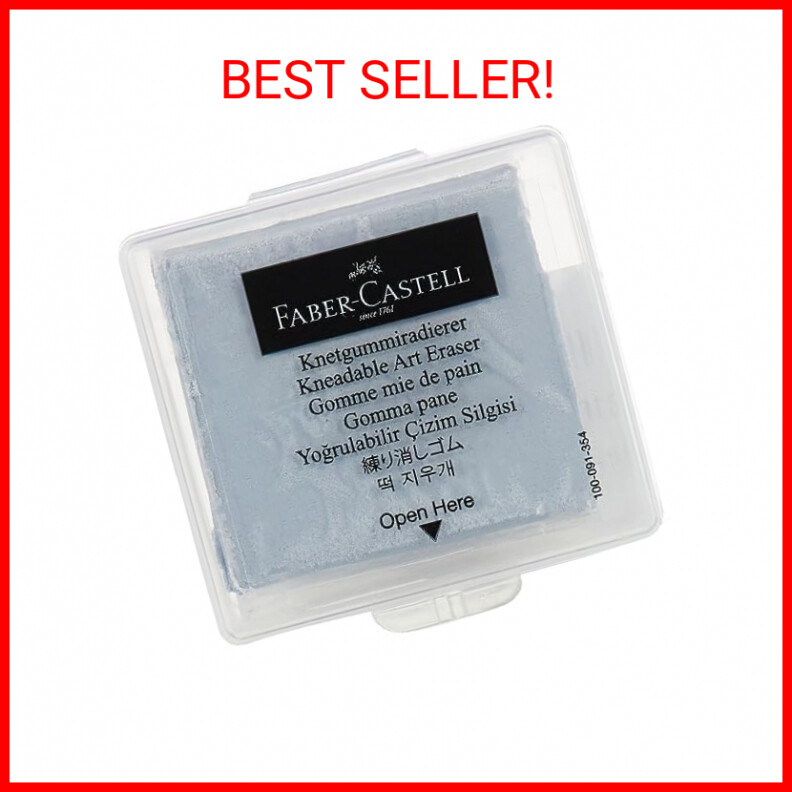 BEST SELLER!
FABER-CASTELL
since 1761
Knetgummiradierer
Kneadable Art Eraser
Gomme mie de pain
Gomma pane
Yoğrulabilir Çizim Silgisi
練り消しゴム
떡 지우개
Open Here
100-091-354